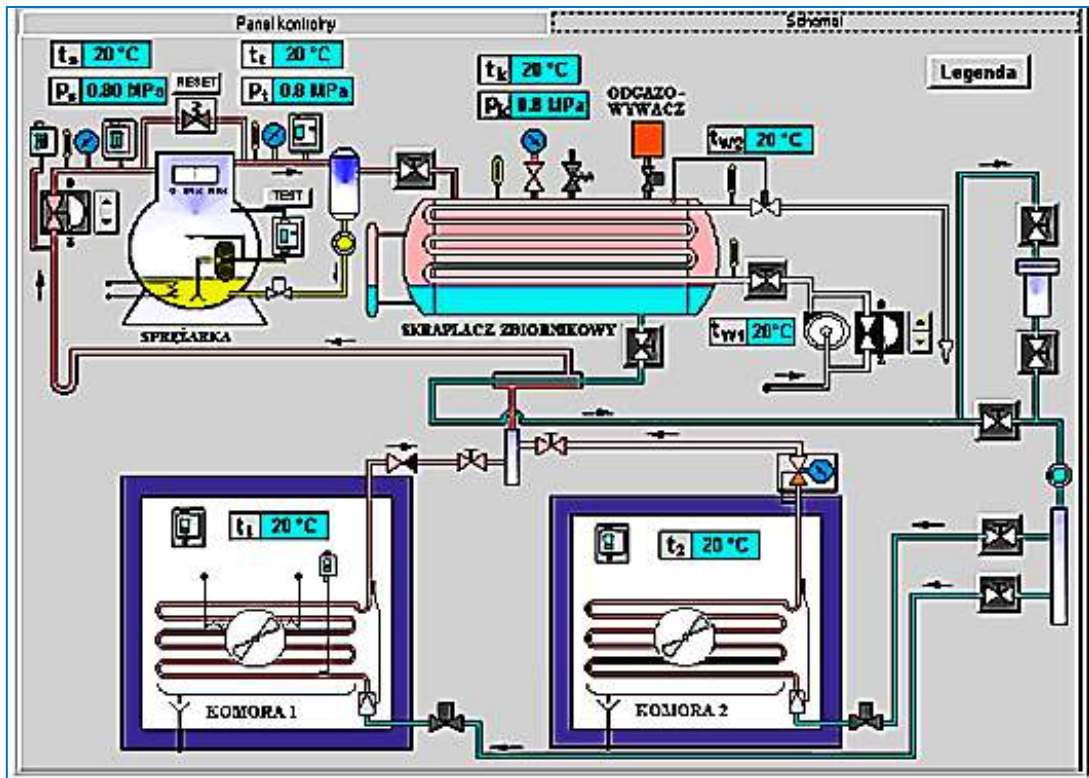 Panel kontrolny
Schemat
tₛ 20 °C
pₛ 0.80 MPa
RESET
tₜ 20 °C
Pₜ 0.8 MPa
tₖ 20 °C
Pₖ 0.8 MPa
ODGAZO-
WYWACZ
Legenda
t_W2 20 °C
TEST
SPRĘŻARKA
SKRAPLACZ ZBIORNIKOWY
t_W1 20°C
t₁ 20 °C
t₂ 20 °C
KOMORA 1
KOMORA 2